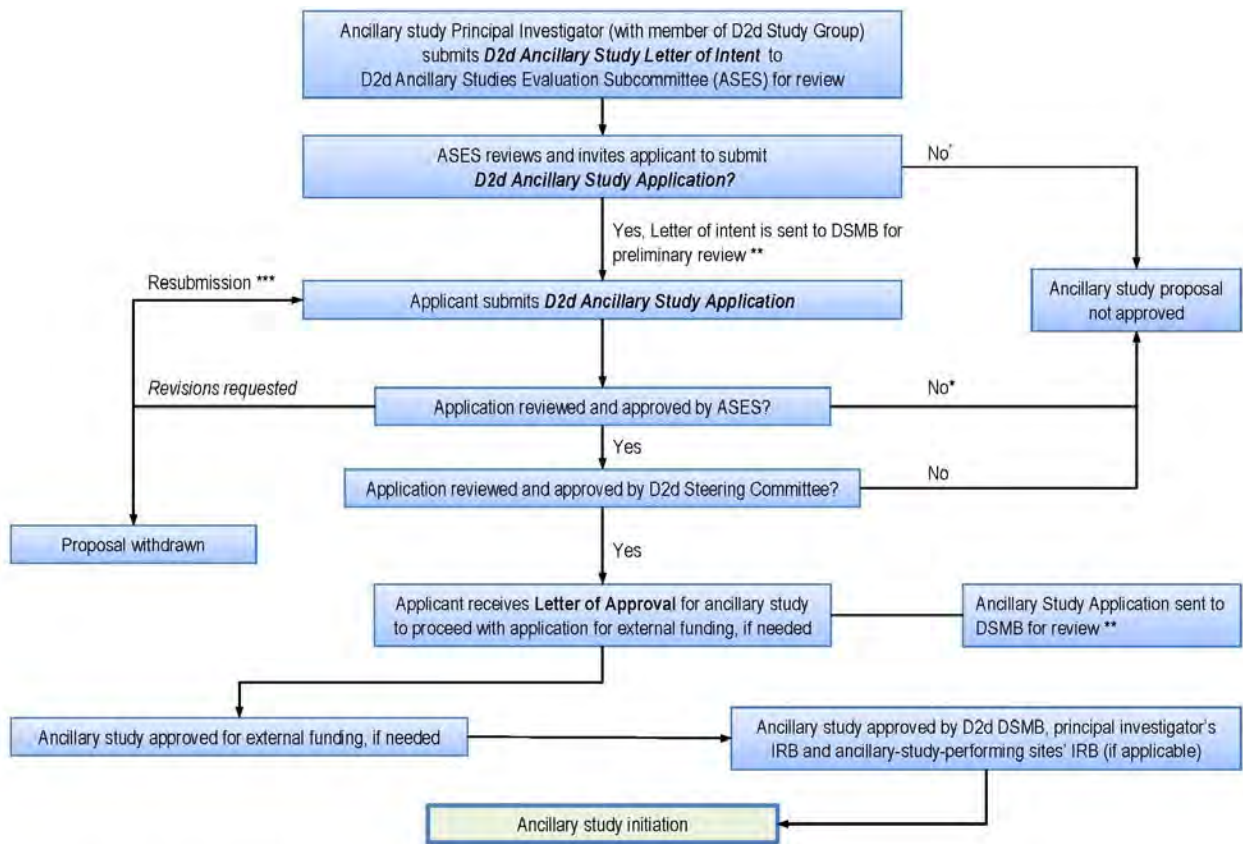 Ancillary study Principal Investigator (with member of D2d Study Group)
submits D2d Ancillary Study Letter of Intent to
D2d Ancillary Studies Evaluation Subcommittee (ASES) for review
ASES reviews and invites applicant to submit
D2d Ancillary Study Application?
No*
Yes, Letter of intent is sent to DSMB for
preliminary review **
Resubmission ***
Applicant submits D2d Ancillary Study Application
Ancillary study proposal
not approved
Revisions requested
Application reviewed and approved by ASES?
No*
Yes
Application reviewed and approved by D2d Steering Committee?
No
Proposal withdrawn
Yes
Applicant receives Letter of Approval for ancillary study
to proceed with application for external funding, if needed
Ancillary Study Application sent to
DSMB for review **
Ancillary study approved for external funding, if needed
Ancillary study approved by D2d DSMB, principal investigator's
IRB and ancillary-study-performing sites' IRB (if applicable)
Ancillary study initiation